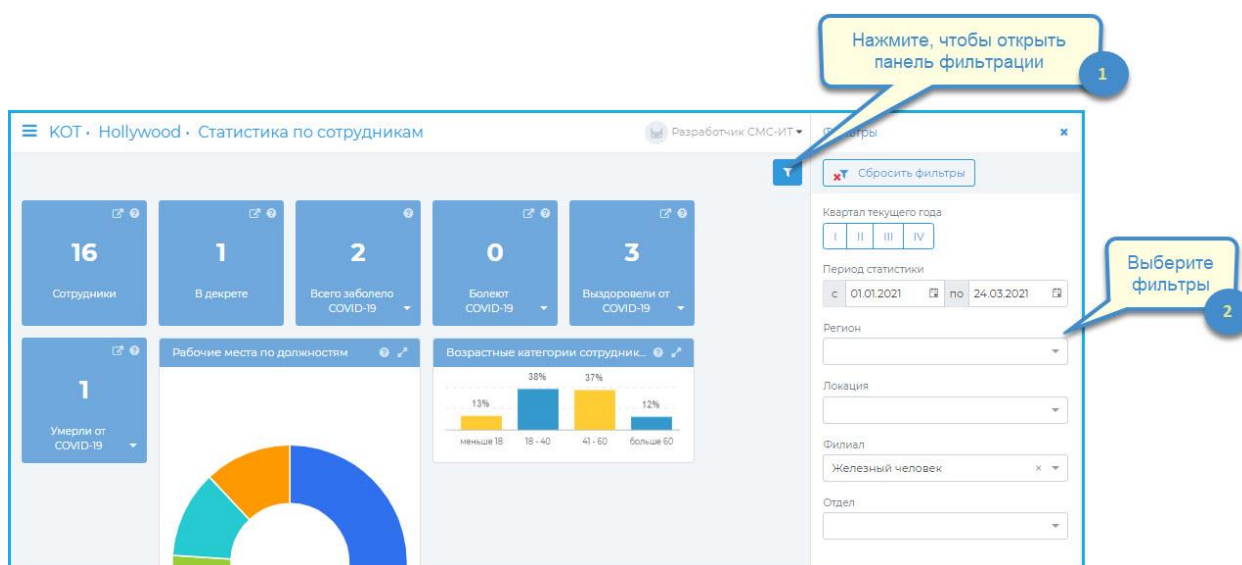 Нажмите, чтобы открыть
панель фильтрации
1
КОТ · Hollywood · Статистика по сотрудникам
Разработчик СМС-ИТ
Сбросить фильтры
16
Сотрудники
1
В декрете
2
Всего заболело
COVID-19
0
Болеют
COVID-19
3
Выздоровели от
COVID-19
1
Умерли от
COVID-19
Рабочие места по должностям
Возрастные категории сотрудник...
13%
38%
37%
12%
меньше 18
18 - 40
41 - 60
больше 60
Квартал текущего года
I II III IV
Период статистики
с 01.01.2021 по 24.03.2021
Регион
Локация
Филиал
Железный человек
Отдел
Выберите
фильтры
2